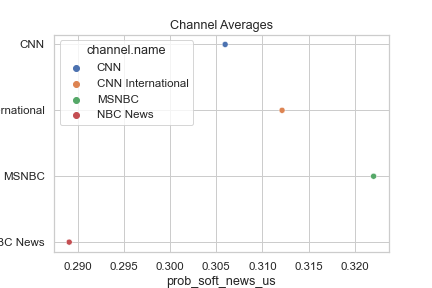 Channel Averages
CNN
rnational
MSNBC
BC News
channel.name
CNN
CNN International
MSNBC
NBC News
0.290 0.295 0.300 0.305 0.310 0.315 0.320
prob_soft_news_us